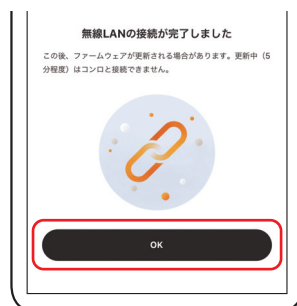 無線LANの接続が完了しました
この後、ファームウェアが更新される場合があります。更新中（5
分程度）はコンロと接続できません。
OK